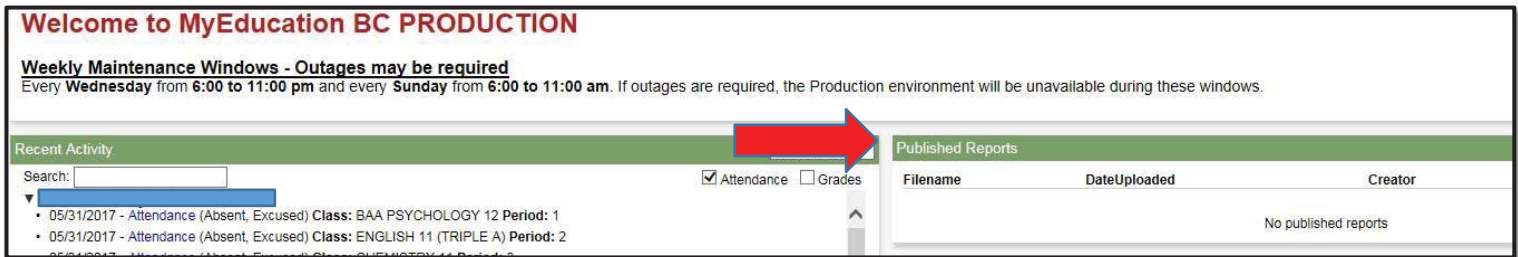 Welcome to MyEducation BC PRODUCTION
Weekly Maintenance Windows - Outages may be required
Every Wednesday from 6:00 to 11:00 pm and every Sunday from 6:00 to 11:00 am. If outages are required, the Production environment will be unavailable during these windows.
Recent Activity
Search:
Attendance Grades
• 05/31/2017 - Attendance (Absent, Excused) Class: BAA PSYCHOLOGY 12 Period: 1
• 05/31/2017 - Attendance (Absent, Excused) Class: ENGLISH 11 (TRIPLE A) Period: 2
Published Reports
Filename DateUploaded Creator
No published reports